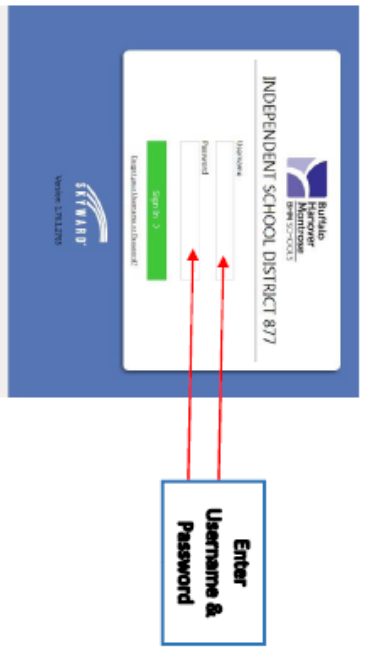 Buffalo
Hanover
Montrose
BHM SCHOOLS
INDEPENDENT SCHOOL DISTRICT 877
Username
Password
Sign In
Forgot your Username or Password?
SKYWARD
Enter
Username &
Password